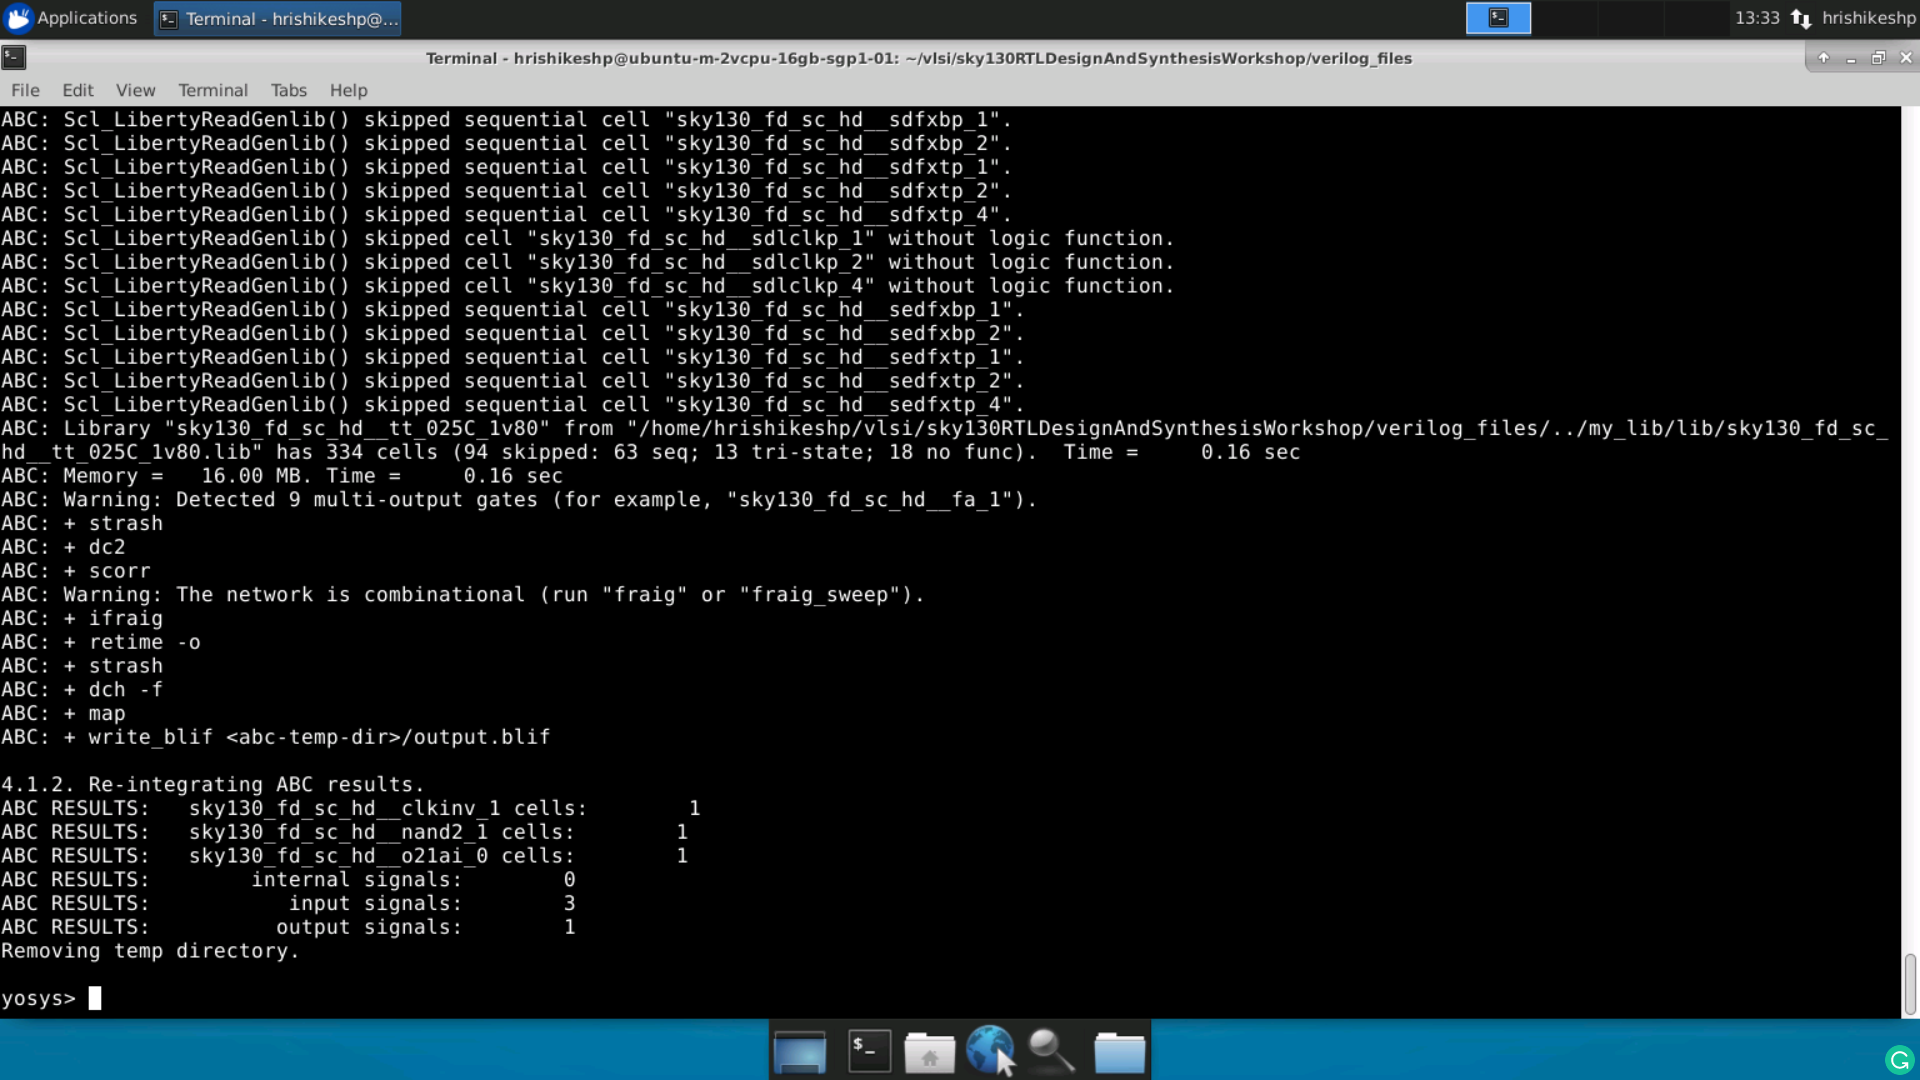 Applications
Terminal - hrishikeshp@...
13:33
hrishikeshp
Terminal - hrishikeshp@ubuntu-m-2vcpu-16gb-sgp1-01: ~/vlsi/sky130RTLDesignAndSynthesisWorkshop/verilog_files
File Edit View Terminal Tabs Help
ABC: Scl_LibertyReadGenlib() skipped sequential cell "sky130_fd_sc_hd__sdfxbp_1".
ABC: Scl_LibertyReadGenlib() skipped sequential cell "sky130_fd_sc_hd__sdfxbp_2".
ABC: Scl_LibertyReadGenlib() skipped sequential cell "sky130_fd_sc_hd__sdfxtp_1".
ABC: Scl_LibertyReadGenlib() skipped sequential cell "sky130_fd_sc_hd__sdfxtp_2".
ABC: Scl_LibertyReadGenlib() skipped sequential cell "sky130_fd_sc_hd__sdfxtp_4".
ABC: Scl_LibertyReadGenlib() skipped cell "sky130_fd_sc_hd__sdlclkp_1" without logic function.
ABC: Scl_LibertyReadGenlib() skipped cell "sky130_fd_sc_hd__sdlclkp_2" without logic function.
ABC: Scl_LibertyReadGenlib() skipped cell "sky130_fd_sc_hd__sdlclkp_4" without logic function.
ABC: Scl_LibertyReadGenlib() skipped sequential cell "sky130_fd_sc_hd__sedfxbp_1".
ABC: Scl_LibertyReadGenlib() skipped sequential cell "sky130_fd_sc_hd__sedfxbp_2".
ABC: Scl_LibertyReadGenlib() skipped sequential cell "sky130_fd_sc_hd__sedfxtp_1".
ABC: Scl_LibertyReadGenlib() skipped sequential cell "sky130_fd_sc_hd__sedfxtp_2".
ABC: Scl_LibertyReadGenlib() skipped sequential cell "sky130_fd_sc_hd__sedfxtp_4".
ABC: Library "sky130_fd_sc_hd__tt_025C_1v80" from "/home/hrishikeshp/vlsi/sky130RTLDesignAndSynthesisWorkshop/verilog_files/../my_lib/lib/sky130_fd_sc_
hd__tt_025C_1v80.lib" has 334 cells (94 skipped: 63 seq; 13 tri-state; 18 no func).  Time =     0.16 sec
ABC: Memory =   16.00 MB. Time =     0.16 sec
ABC: Warning: Detected 9 multi-output gates (for example, "sky130_fd_sc_hd__fa_1").
ABC: + strash
ABC: + dc2
ABC: + scorr
ABC: Warning: The network is combinational (run "fraig" or "fraig_sweep").
ABC: + ifraig
ABC: + retime -o
ABC: + strash
ABC: + dch -f
ABC: + map
ABC: + write_blif <abc-temp-dir>/output.blif
4.1.2. Re-integrating ABC results.
ABC RESULTS:   sky130_fd_sc_hd__clkinv_1 cells:        1
ABC RESULTS:   sky130_fd_sc_hd__nand2_1 cells:        1
ABC RESULTS:   sky130_fd_sc_hd__o21ai_0 cells:        1
ABC RESULTS:        internal signals:        0
ABC RESULTS:           input signals:        3
ABC RESULTS:          output signals:        1
Removing temp directory.
yosys>
$_